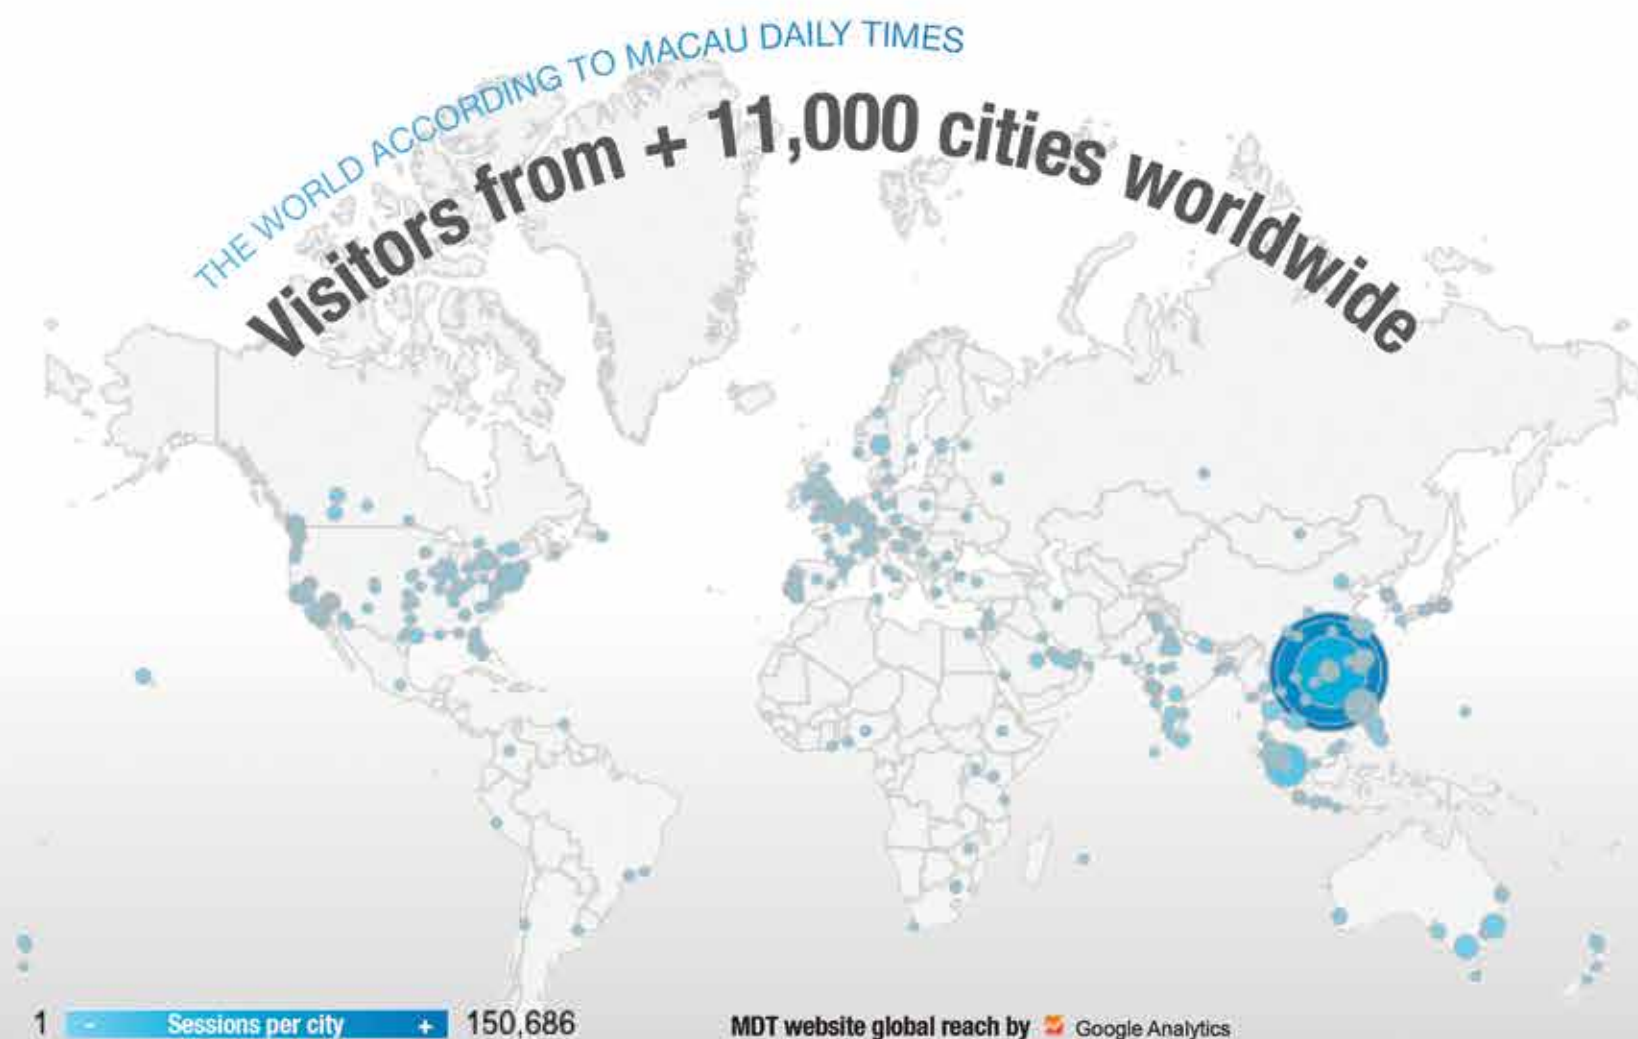 THE WORLD ACCORDING TO MACAU DAILY TIMES
Visitors from + 11,000 cities worldwide
1 - Sessions per city + 150,686
MDT website global reach by Google Analytics